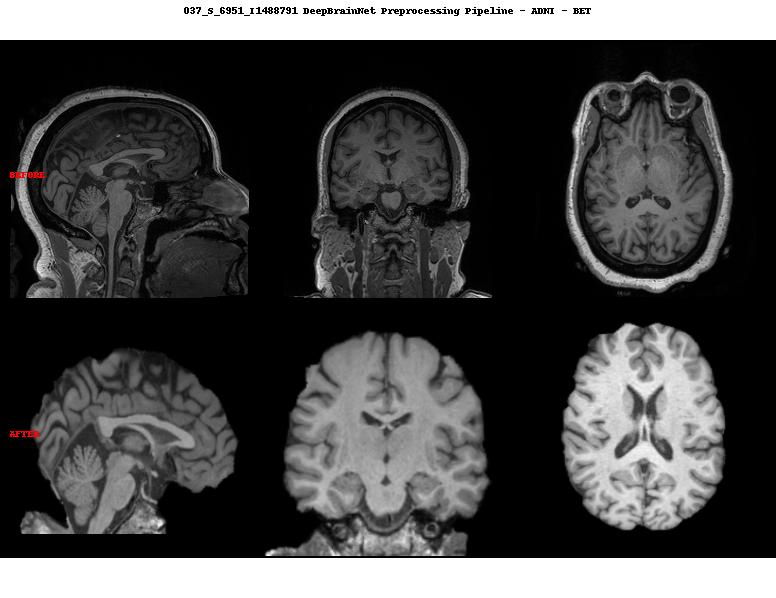 037_S_6951_I1488791 DeepBrainNet Preprocessing Pipeline - ADNI - BET
BEFORE
AFTER